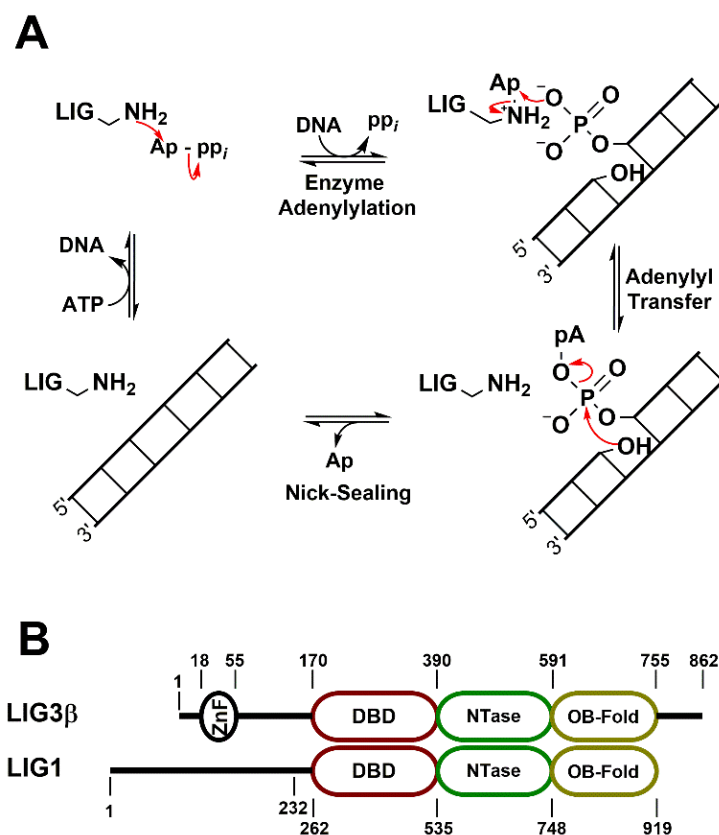 A
LIG NH2
Ap - ppi
DNA ppi
Enzyme
Adenylylation
Ap
LIG +NH2
-O
O
P
-O O
OH
5'
3'
DNA
ATP
Adenylyl
Transfer
LIG NH2
5'
3'
Ap
Nick-Sealing
pA
O O
LIG NH2
P
-O O
OH
5'
3'
B
1 18 55 170 390 591 755 862
LIG3β ZnF DBD NTase OB-Fold
LIG1 DBD NTase OB-Fold
1 232 262 535 748 919